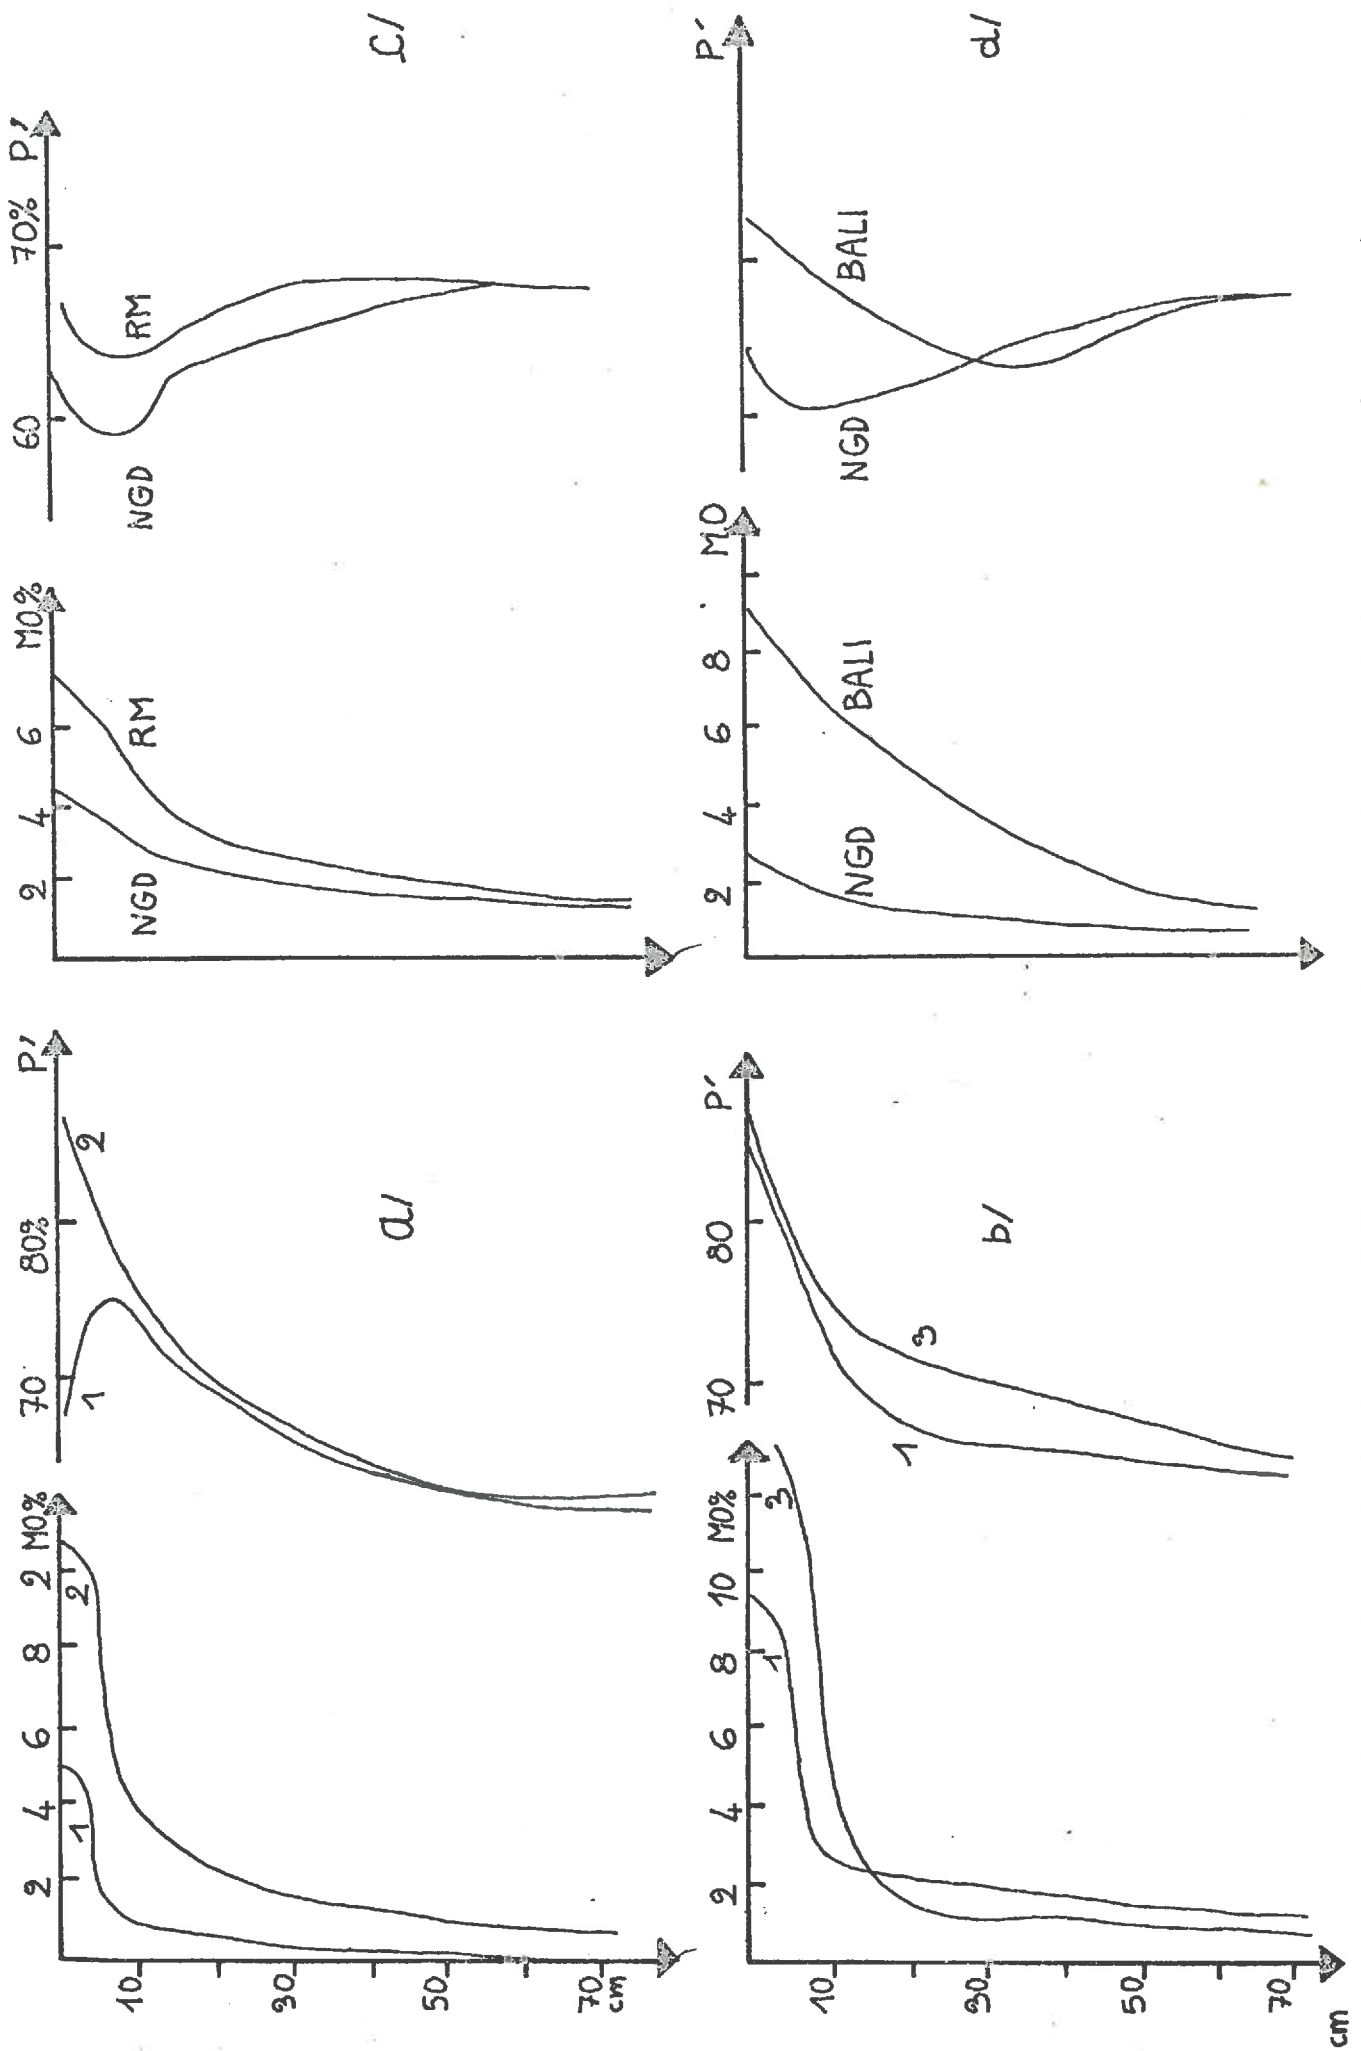 2 4 6 8 2 MO%
1 2
10 30 50 70
cm
70 80% P'
1 2
a/
2 4 6 MO%
NGD RM
60 70% P'
NGD RM
c/
2 4 6 8 10 MO%
1 3
10 30 50 70
cm
70 80 P'
1 3
b/
2 4 6 8 MO
NGD BALI
P'
NGD BALI
d/